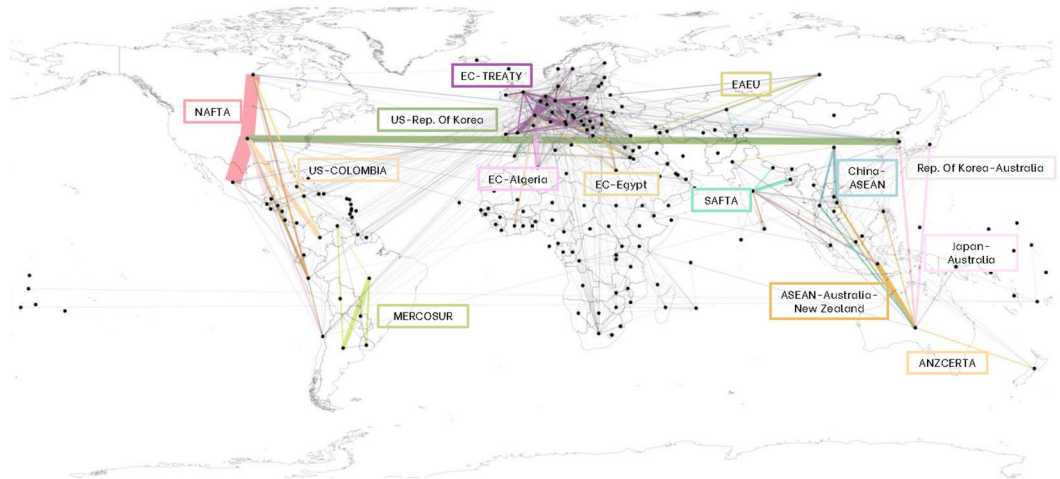 EC-TREATY
EAEU
NAFTA
US-Rep. Of Korea
US-COLOMBIA
EC-Algeria
EC-Egypt
SAFTA
China-
ASEAN
Rep. Of Korea-Australia
Japan-
Australia
ASEAN-Australia-
New Zealand
MERCOSUR
ANZCERTA